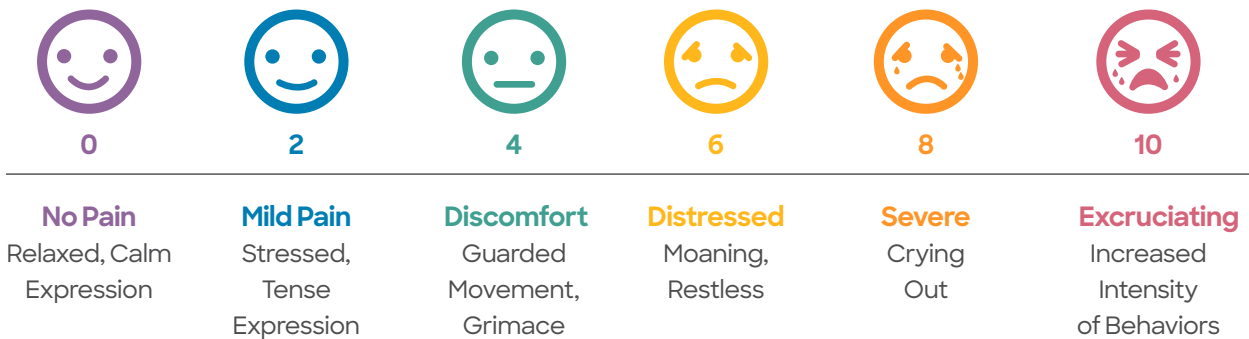 0
2
4
6
8
10
No Pain
Relaxed, Calm
Expression
Mild Pain
Stressed,
Tense
Expression
Discomfort
Guarded
Movement,
Grimace
Distressed
Moaning,
Restless
Severe
Crying
Out
Excruciating
Increased
Intensity
of Behaviors